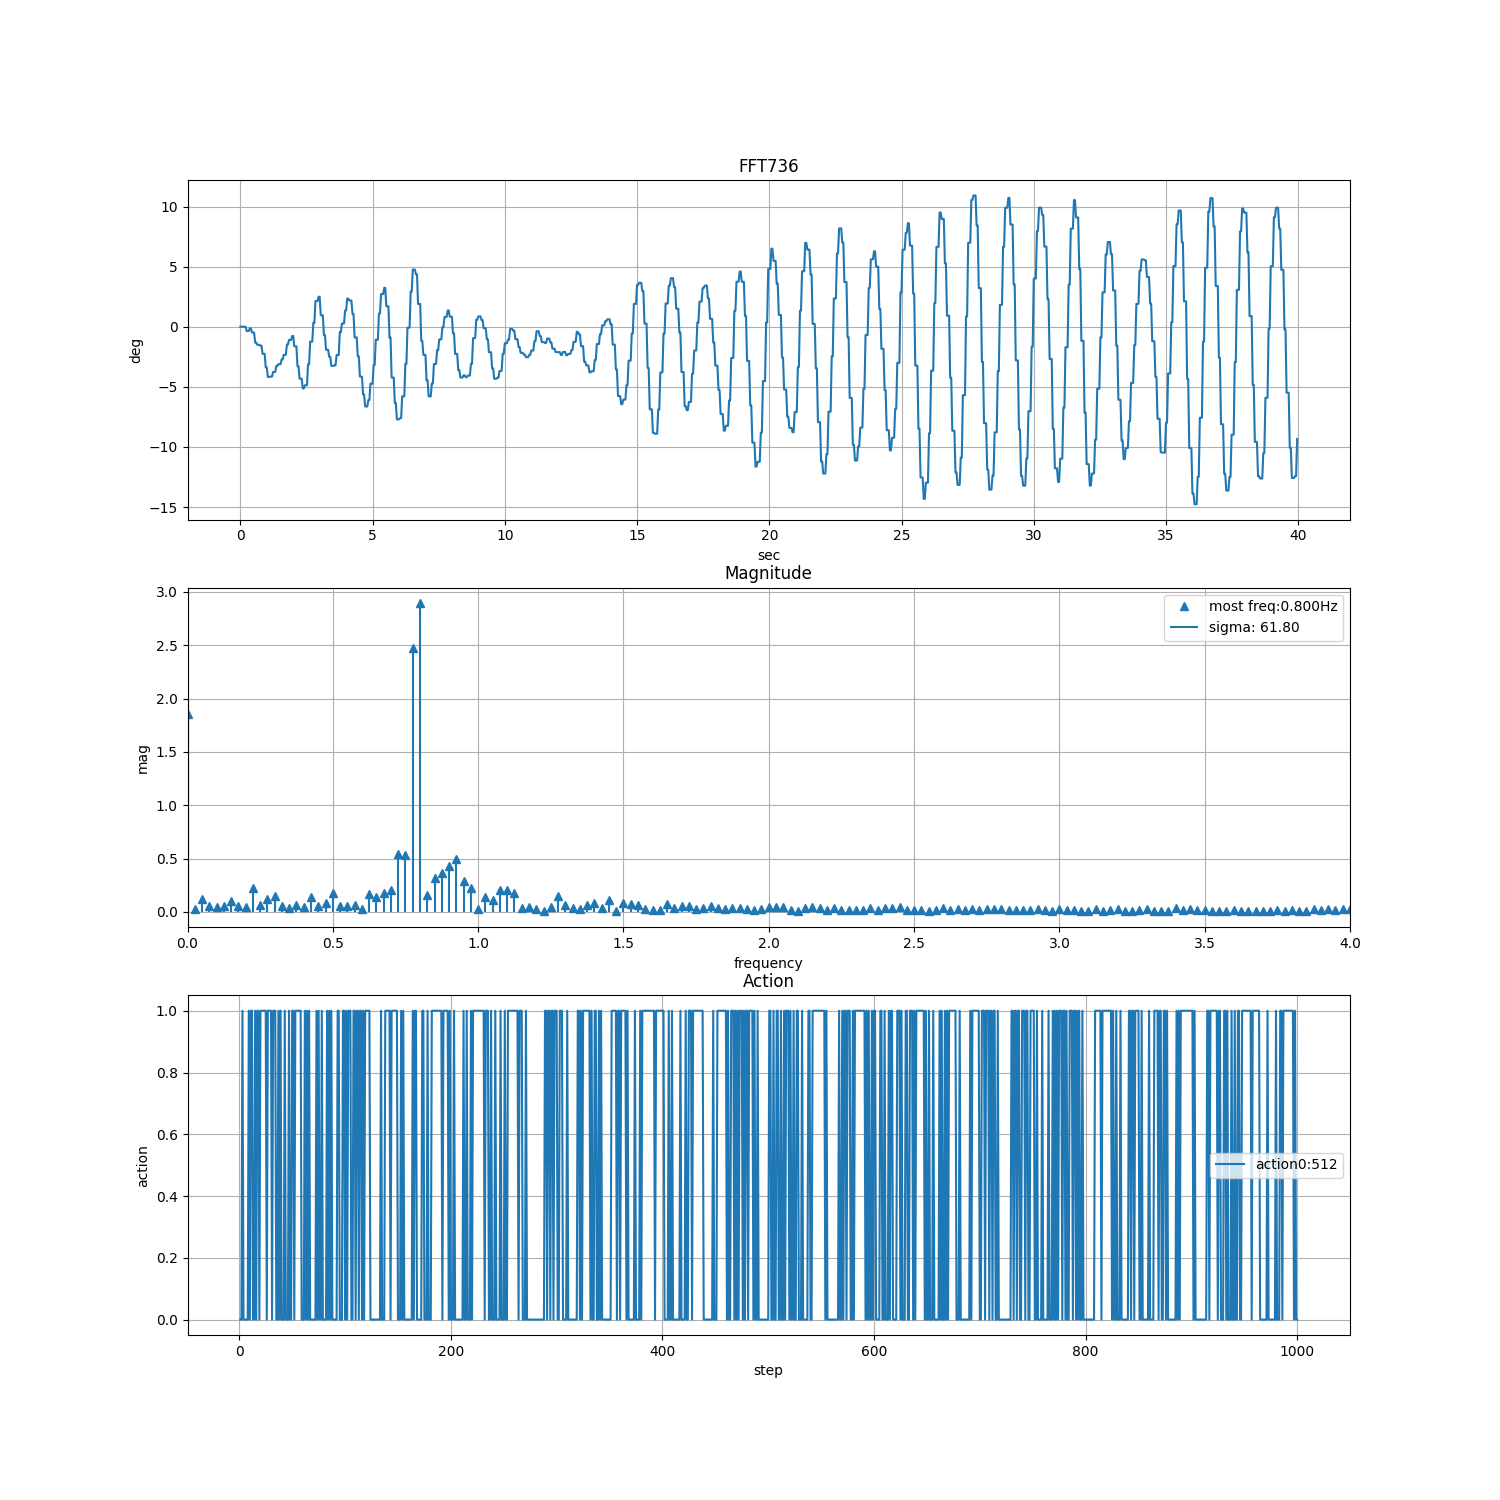 FFT736
10
5
0
−5
−10
−15
deg
0 5 10 15 20 25 30 35 40
sec
Magnitude
3.0
2.5
2.0
1.5
1.0
0.5
0.0
mag
most freq:0.800Hz
sigma: 61.80
0.0 0.5 1.0 1.5 2.0 2.5 3.0 3.5 4.0
frequency
Action
1.0
0.8
0.6
0.4
0.2
0.0
action
action0:512
0 200 400 600 800 1000
step